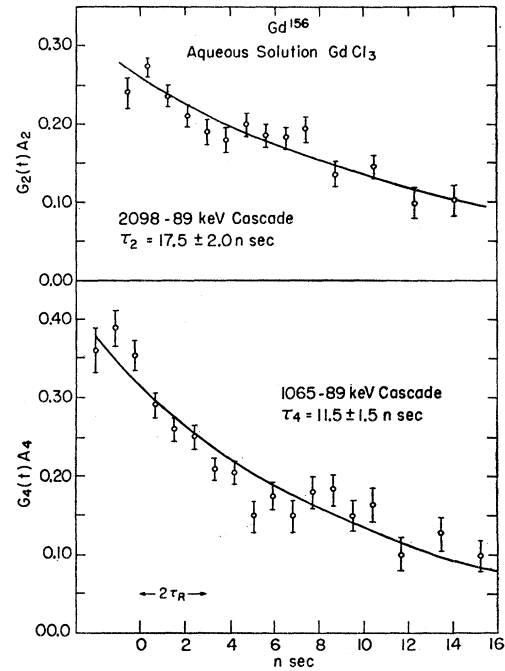 Gd156
Aqueous Solution GdCl3
0.30
0.20
G2(t)A2
0.10
2098-89 keV Cascade
τ2 = 17.5 ± 2.0 n sec
0.00
0.40
0.30
1065-89 keV Cascade
τ4 = 11.5 ± 1.5 n sec
G4(t)A4
0.20
0.10
2τR
00.0
0 2 4 6 8 10 12 14 16
n sec